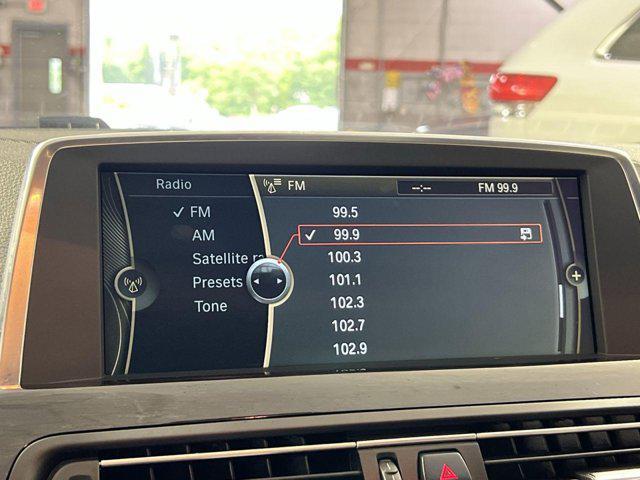 Radio
FM
AM
Satellite ra
Presets
Tone
FM
--:--
FM 99.9
99.5
99.9
100.3
101.1
102.3
102.7
102.9